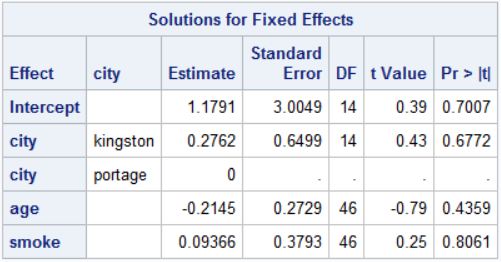 Solutions for Fixed Effects
Effect city Estimate Standard Error DF t Value Pr > |t|
Intercept 1.1791 3.0049 14 0.39 0.7007
city kingston 0.2762 0.6499 14 0.43 0.6772
city portage 0 . . . .
age -0.2145 0.2729 46 -0.79 0.4359
smoke 0.09366 0.3793 46 0.25 0.8061